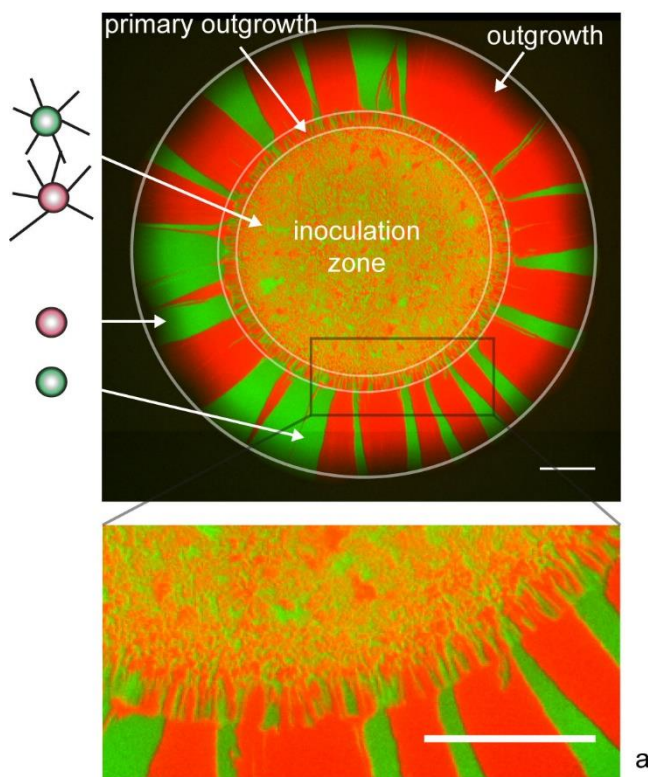 primary outgrowth
outgrowth
inoculation
zone
a